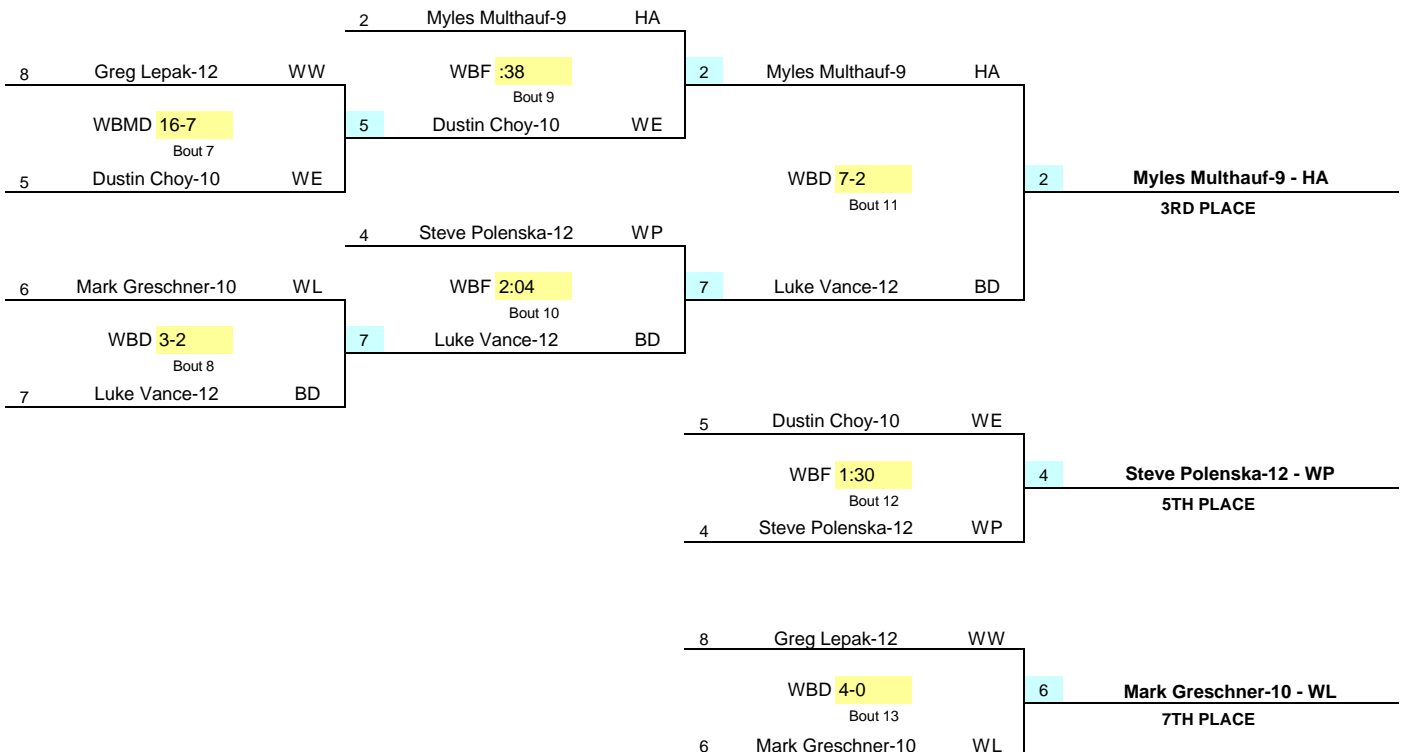 2 Myles Multhauf-9 HA
8 Greg Lepak-12 WW WBF :38 2 Myles Multhauf-9 HA
Bout 9
WBMD 16-7 5 Dustin Choy-10 WE
Bout 7
5 Dustin Choy-10 WE WBD 7-2 2 Myles Multhauf-9 - HA
Bout 11 3RD PLACE
4 Steve Polenska-12 WP
6 Mark Greschner-10 WL WBF 2:04 7 Luke Vance-12 BD
Bout 10
WBD 3-2 7 Luke Vance-12 BD
Bout 8
7 Luke Vance-12 BD
5 Dustin Choy-10 WE
WBF 1:30 4 Steve Polenska-12 - WP
Bout 12 5TH PLACE
4 Steve Polenska-12 WP
8 Greg Lepak-12 WW
WBD 4-0 6 Mark Greschner-10 - WL
Bout 13 7TH PLACE
6 Mark Greschner-10 WL